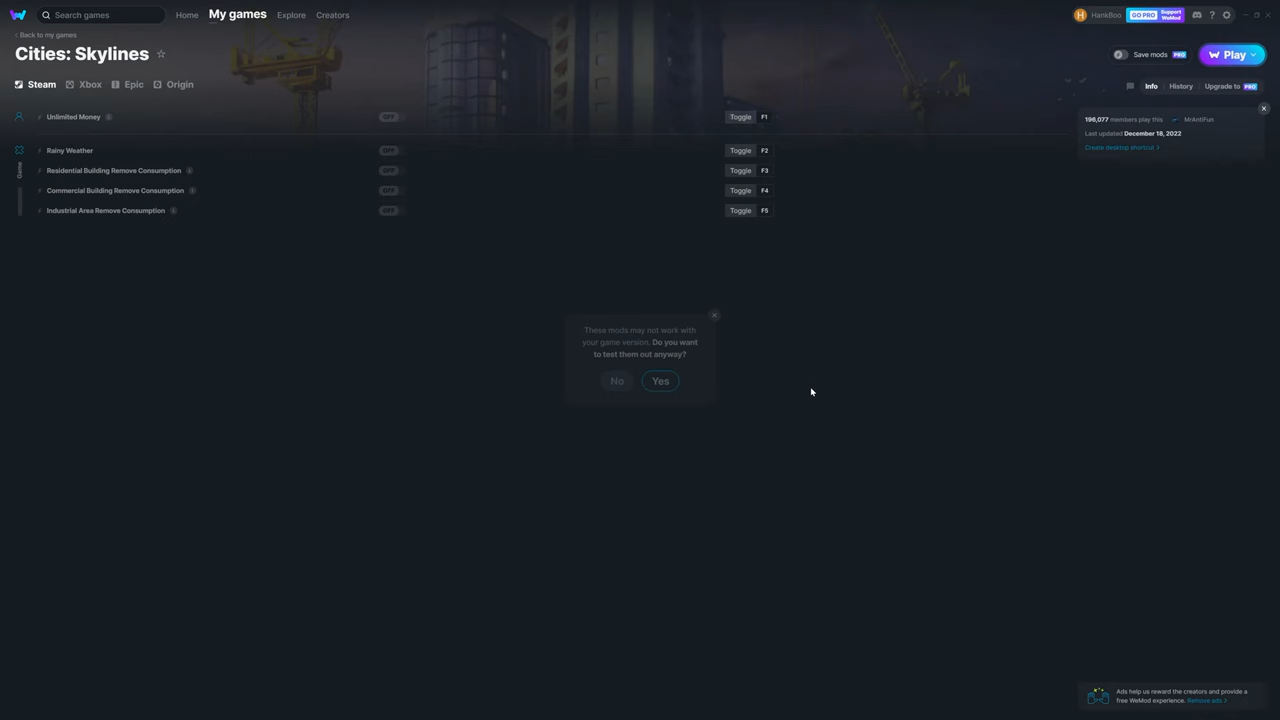 Search games
Home
My games
Explore
Creators
HankBoo
GO PRO
Support WeMod
Back to my games
Cities: Skylines
Save mods PRO
Play
Steam
Xbox
Epic
Origin
Info
History
Upgrade to PRO
Unlimited Money
OFF
Toggle F1
196,077 members play this
MrAntiFun
Last updated December 18, 2022
Create desktop shortcut
Game
Rainy Weather
OFF
Toggle F2
Residential Building Remove Consumption
OFF
Toggle F3
Commercial Building Remove Consumption
OFF
Toggle F4
Industrial Area Remove Consumption
OFF
Toggle F5
These mods may not work with
your game version. Do you want
to test them out anyway?
No
Yes
Ads help us reward the creators and provide a
free WeMod experience. Remove ads